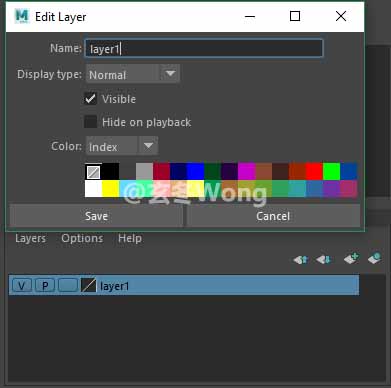 M
Edit Layer
Name: layer1
Display type: Normal
Visible
Hide on playback
Color: Index
@玄冬Wong
Save Cancel
Layers Options Help
V P layer1